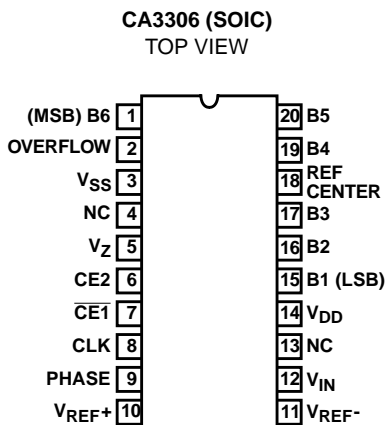 CA3306 (SOIC)
TOP VIEW
(MSB) B6 1
OVERFLOW 2
VSS 3
NC 4
VZ 5
CE2 6
CE1 7
CLK 8
PHASE 9
VREF+ 10
20 B5
19 B4
18 REF
CENTER
17 B3
16 B2
15 B1 (LSB)
14 VDD
13 NC
12 VIN
11 VREF-